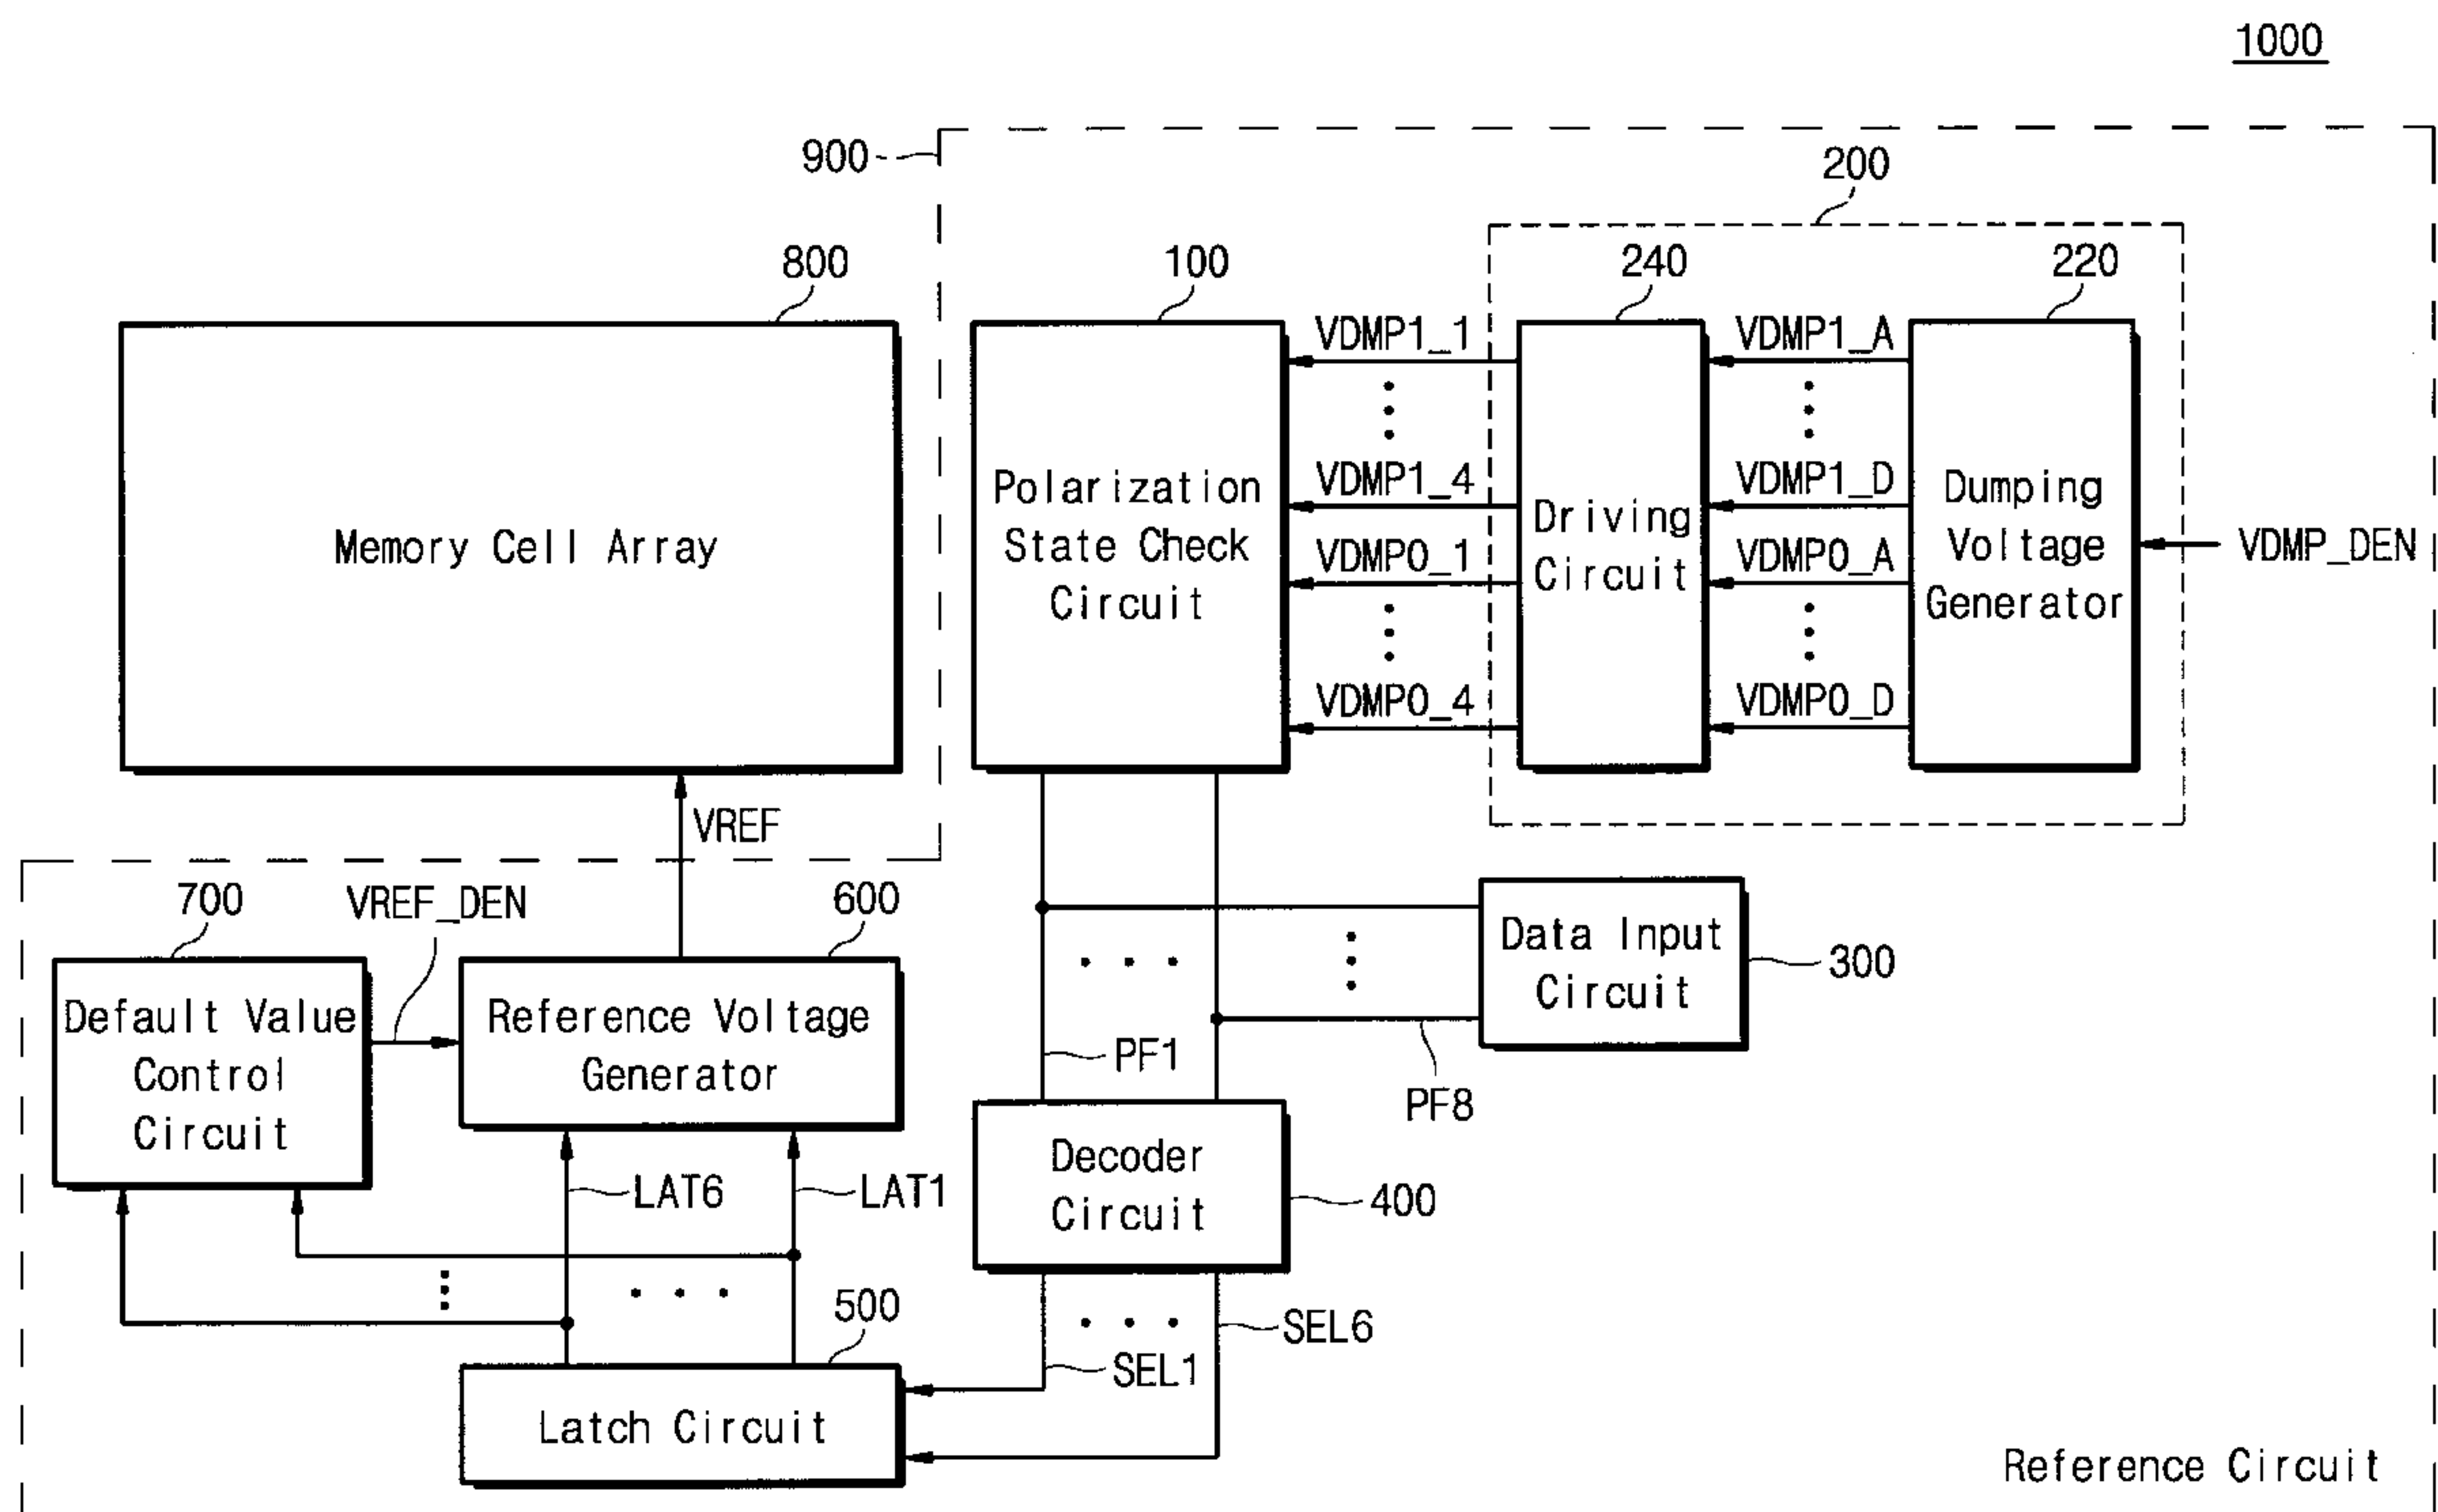 1000
900
200
800
100
240
220
VDMP1_1
VDMP1_A
VDMP1_4
VDMP1_D
VDMP0_1
VDMP0_A
VDMP0_4
VDMP0_D
Memory Cell Array
Polarization
State Check
Circuit
Driving
Circuit
Dumping
Voltage
Generator
VDMP_DEN
VREF
700
VREF_DEN
600
Default Value
Control
Circuit
Reference Voltage
Generator
Data Input
Circuit
300
PF1
PF8
LAT6
LAT1
Decoder
Circuit
400
500
SEL1
SEL6
Latch Circuit
Reference Circuit